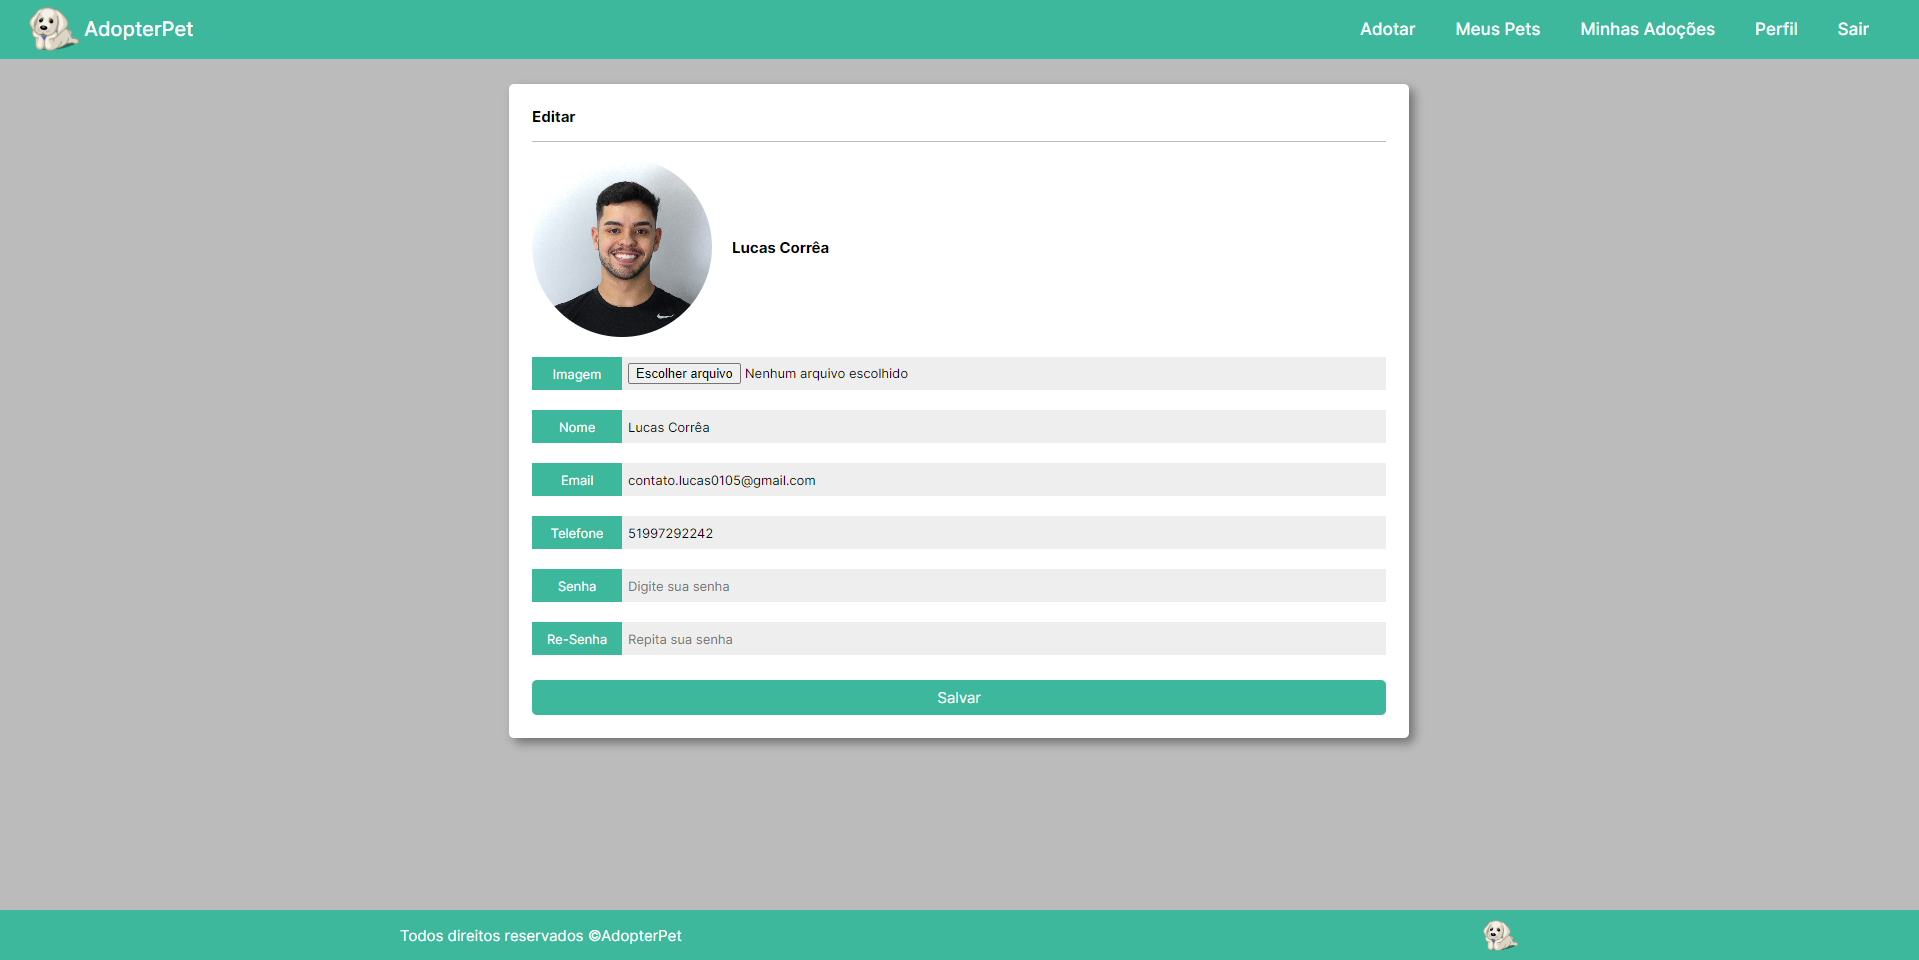 AdopterPet
Adotar Meus Pets Minhas Adoções Perfil Sair
Editar
Lucas Corrêa
Imagem Escolher arquivo Nenhum arquivo escolhido
Nome Lucas Corrêa
Email contato.lucas0105@gmail.com
Telefone 51997292242
Senha Digite sua senha
Re-Senha Repita sua senha
Salvar
Todos direitos reservados ©AdopterPet